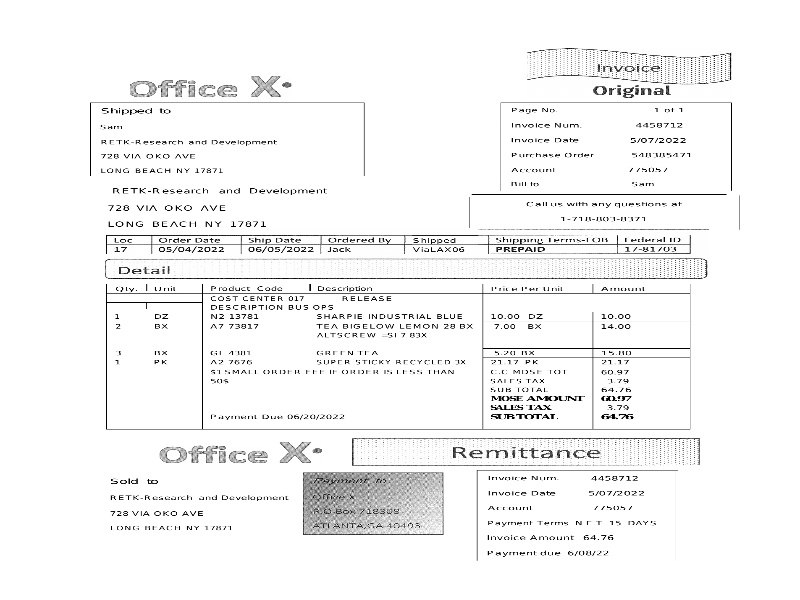 Invoice
Office X
Original
Shipped to
Sam
RETK-Research and Development
728 VIA OKO AVE
LONG BEACH NY 17871
Page No. 1 of 1
Invoice Num. 4458712
Invoice Date 5/07/2022
Purchase Order 548385471
Account 775057
Bill to Sam
RETK-Research and Development
728 VIA OKO AVE
LONG BEACH NY 17871
Call us with any questions at
1-718-803-8371
Loc Order Date Ship Date Ordered By Shipped Shipping Terms-FOB Federal ID
17 05/04/2022 06/05/2022 Jack ViaLAX06 PREPAID 17-81703
Detail
Qty. Unit Product Code Description Price Per Unit Amount
COST CENTER 017 RELEASE
DESCRIPTION BUS OPS
1 DZ N2 13781 SHARPIE INDUSTRIAL BLUE 10.00 DZ 10.00
2 BX A7 73817 TEA BIGELOW LEMON 28 BX 7.00 BX 14.00
ALTSCREW =SI 7 83X
3 BX GL 4381 GREEN TEA 5.20 BX 15.80
1 PK A2 7676 SUPER STICKY RECYCLED 3X 21.17 PK 21.17
$1 SMALL ORDER FEE IF ORDER IS LESS THAN C.C MDSE TOT 60.97
50$ SALES TAX 3.79
SUB TOTAL 64.76
MOSE AMOUNT 60.97
SALES TAX 3.79
Payment Due 06/20/2022 SUB TOTAL 64.76
Office X
Remittance
Sold to
RETK-Research and Development
728 VIA OKO AVE
LONG BEACH NY 17871
Payment to
Office X
P.O.Box 718308
ATLANTA,GA 40403
Invoice Num. 4458712
Invoice Date 5/07/2022
Account 775057
Payment Terms N E T 15 DAYS
Invoice Amount 64.76
Payment due 6/08/22